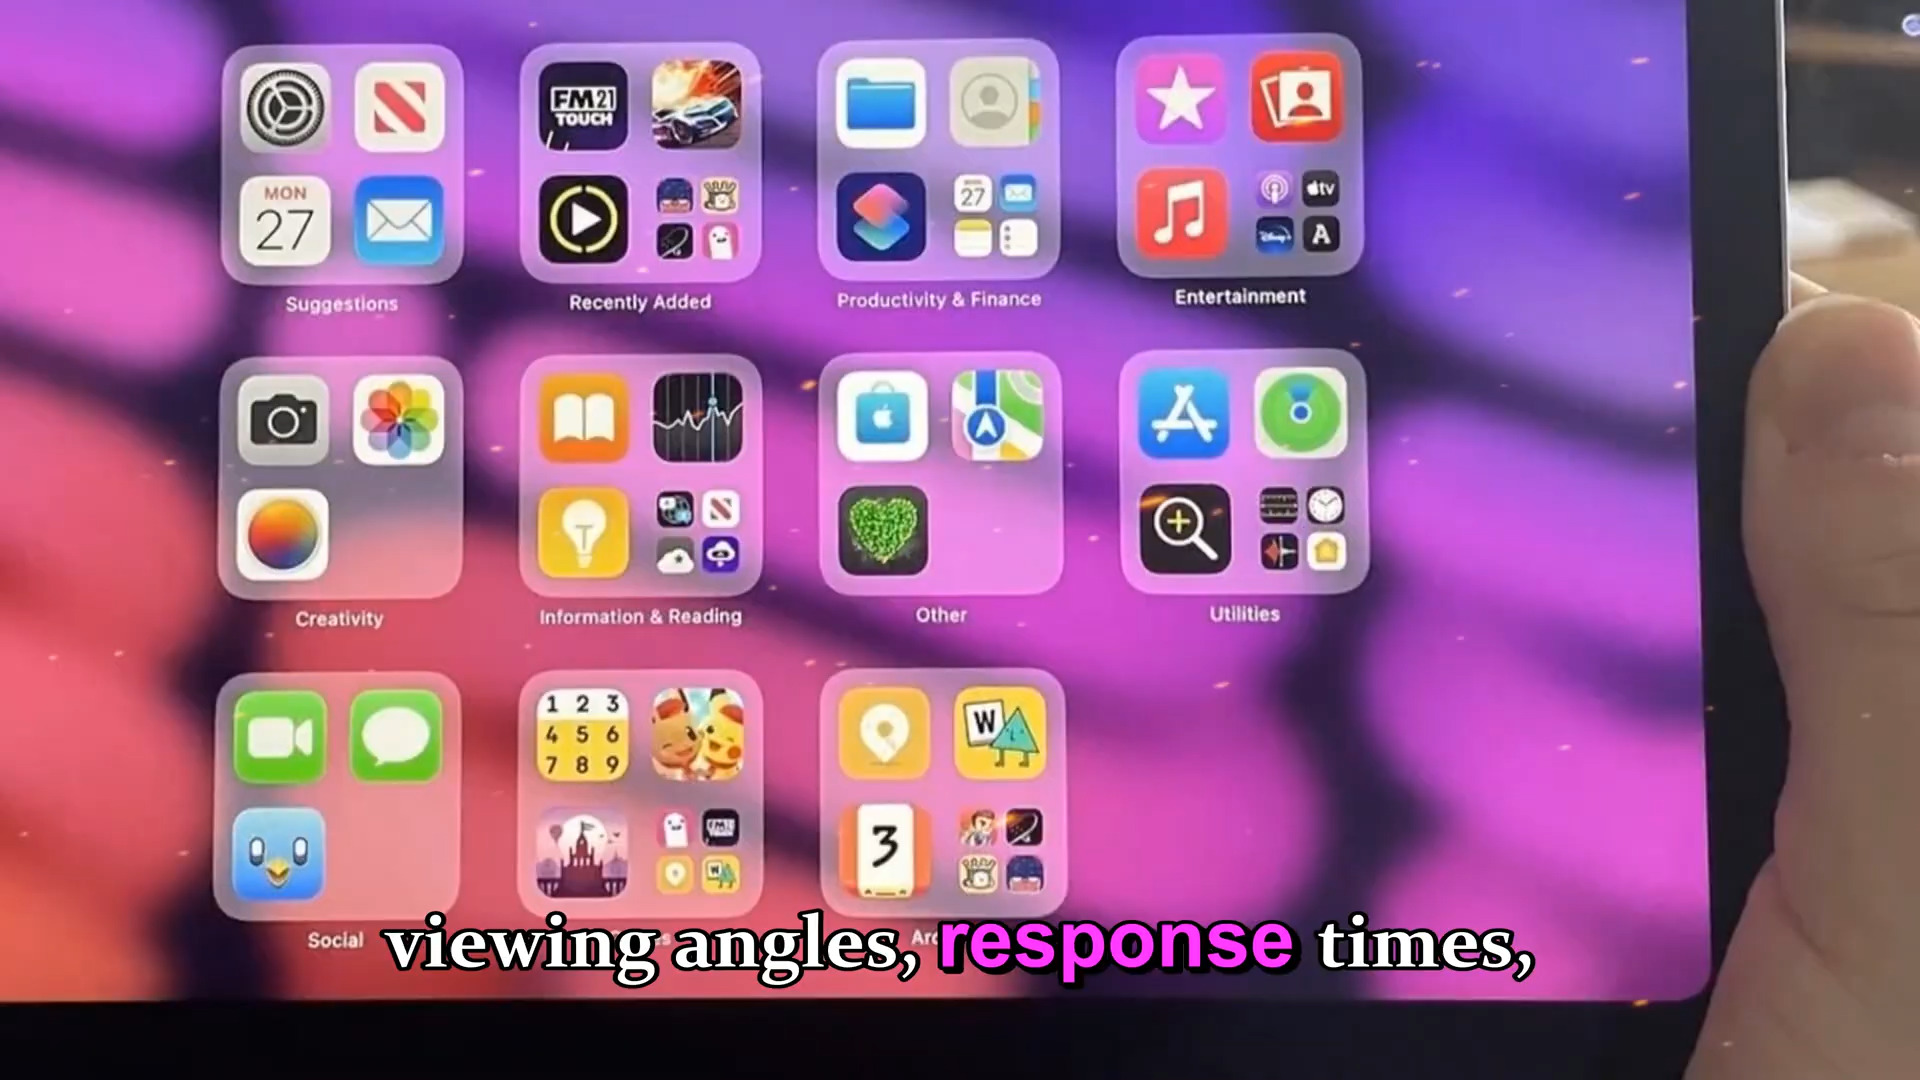 FM21
TOUCH
MON
27
27
tv
Disney+
A
Suggestions
Recently Added
Productivity & Finance
Entertainment
Creativity
Information & Reading
Other
Utilities
1 2 3
4 5 6
7 8 9
W
3
W
Social
viewing angles, response times,